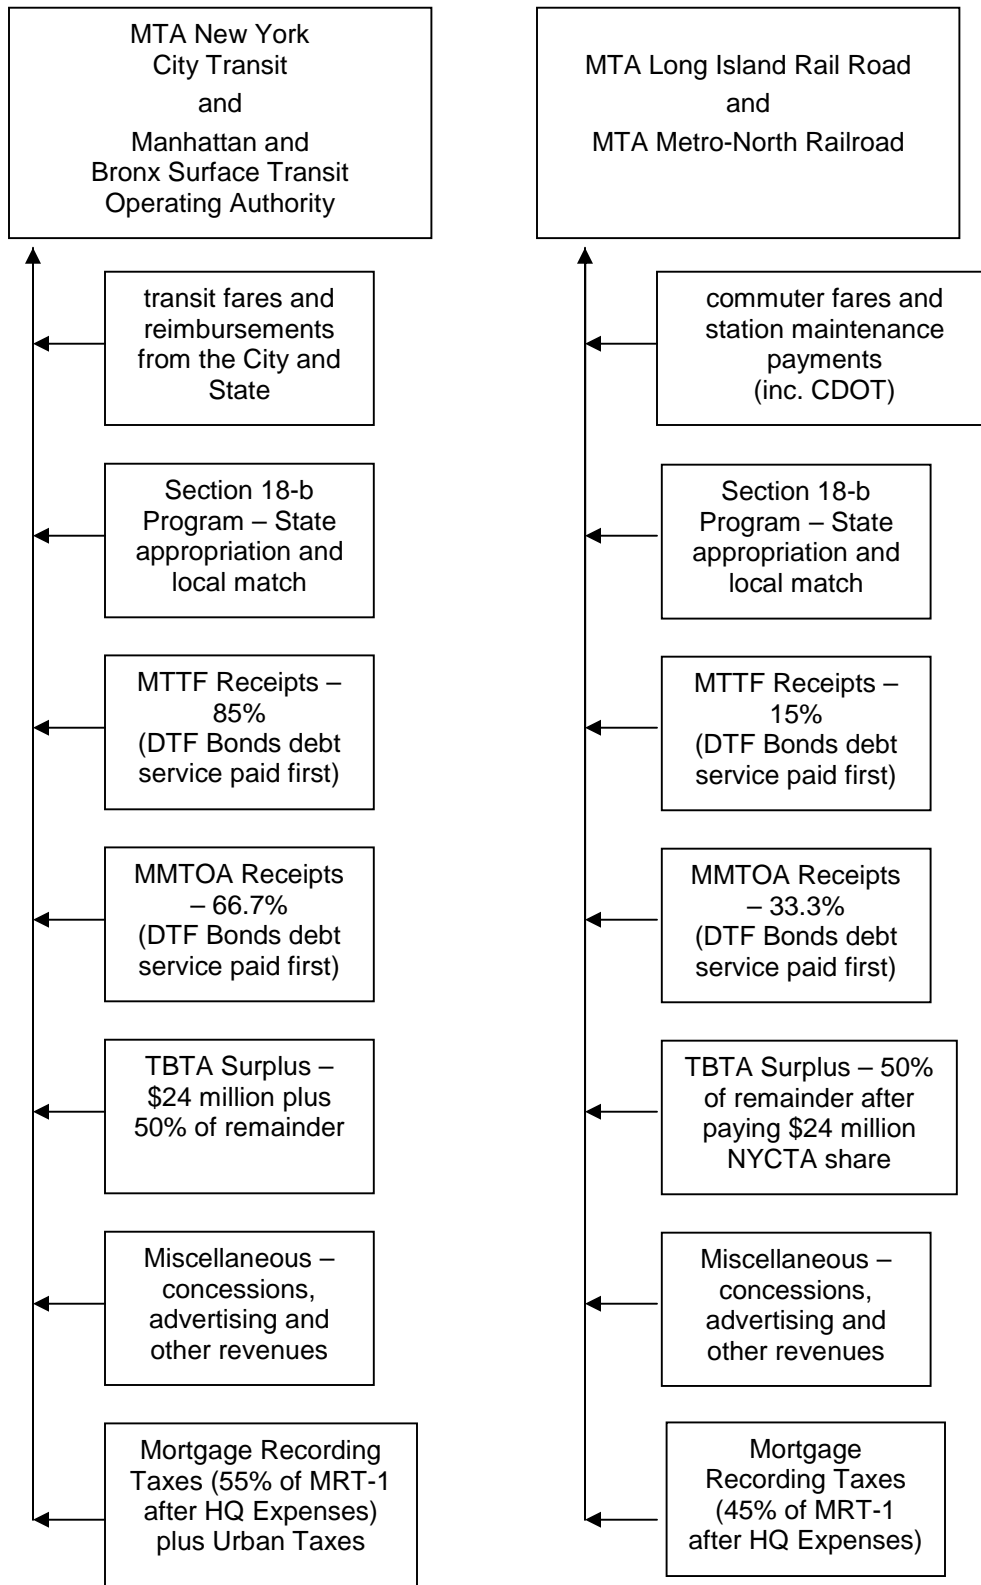 MTA New York
City Transit
and
Manhattan and
Bronx Surface Transit
Operating Authority
transit fares and
reimbursements
from the City and
State
Section 18-b
Program – State
appropriation and
local match
MTTF Receipts –
85%
(DTF Bonds debt
service paid first)
MMTOA Receipts
– 66.7%
(DTF Bonds debt
service paid first)
TBTA Surplus –
$24 million plus
50% of remainder
Miscellaneous –
concessions,
advertising and
other revenues
Mortgage Recording
Taxes (55% of MRT-1
after HQ Expenses)
plus Urban Taxes
MTA Long Island Rail Road
and
MTA Metro-North Railroad
commuter fares and
station maintenance
payments
(inc. CDOT)
Section 18-b
Program – State
appropriation and
local match
MTTF Receipts –
15%
(DTF Bonds debt
service paid first)
MMTOA Receipts
– 33.3%
(DTF Bonds debt
service paid first)
TBTA Surplus – 50%
of remainder after
paying $24 million
NYCTA share
Miscellaneous –
concessions,
advertising and
other revenues
Mortgage
Recording Taxes
(45% of MRT-1
after HQ Expenses)